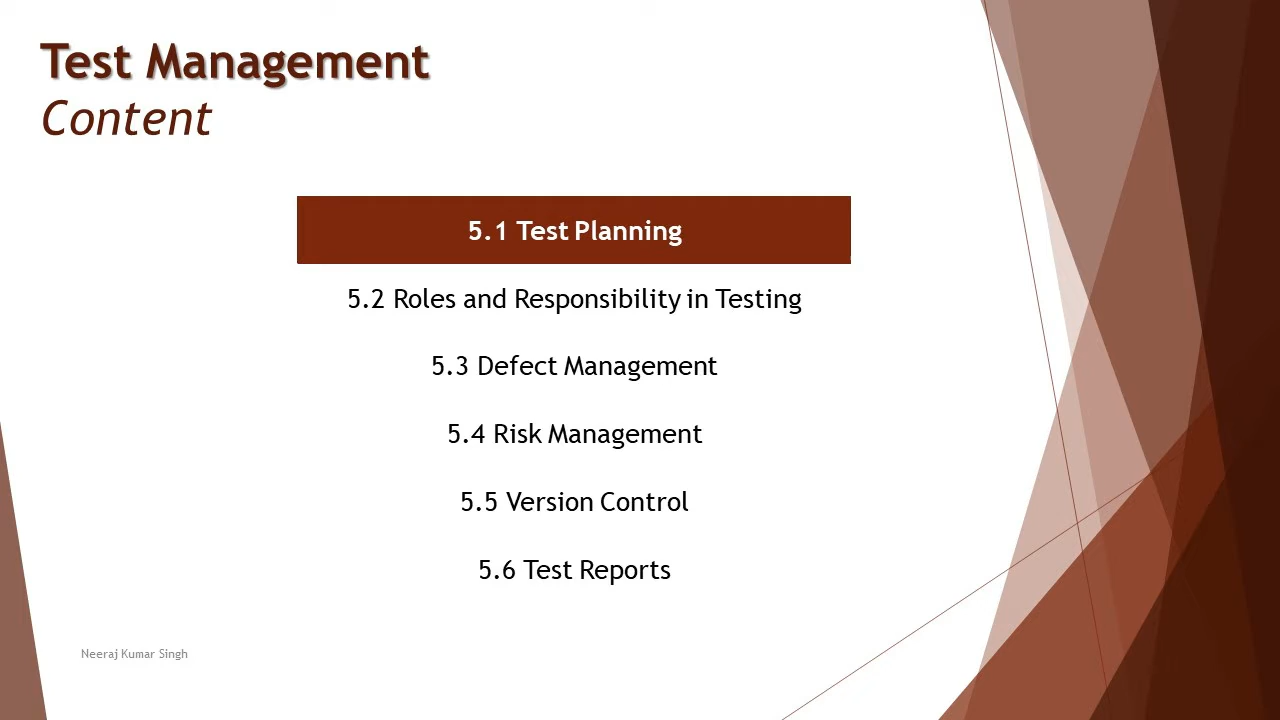 Test Management
Content
5.1 Test Planning
5.2 Roles and Responsibility in Testing
5.3 Defect Management
5.4 Risk Management
5.5 Version Control
5.6 Test Reports
Neeraj Kumar Singh